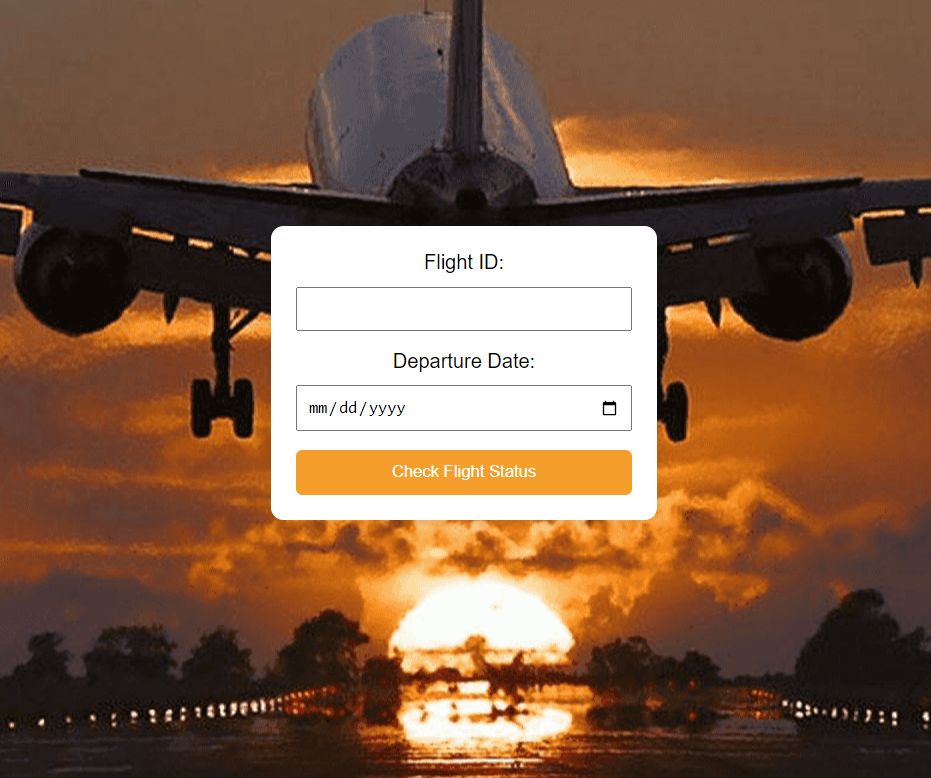 Flight ID:
Departure Date:
mm/dd/yyyy
Check Flight Status